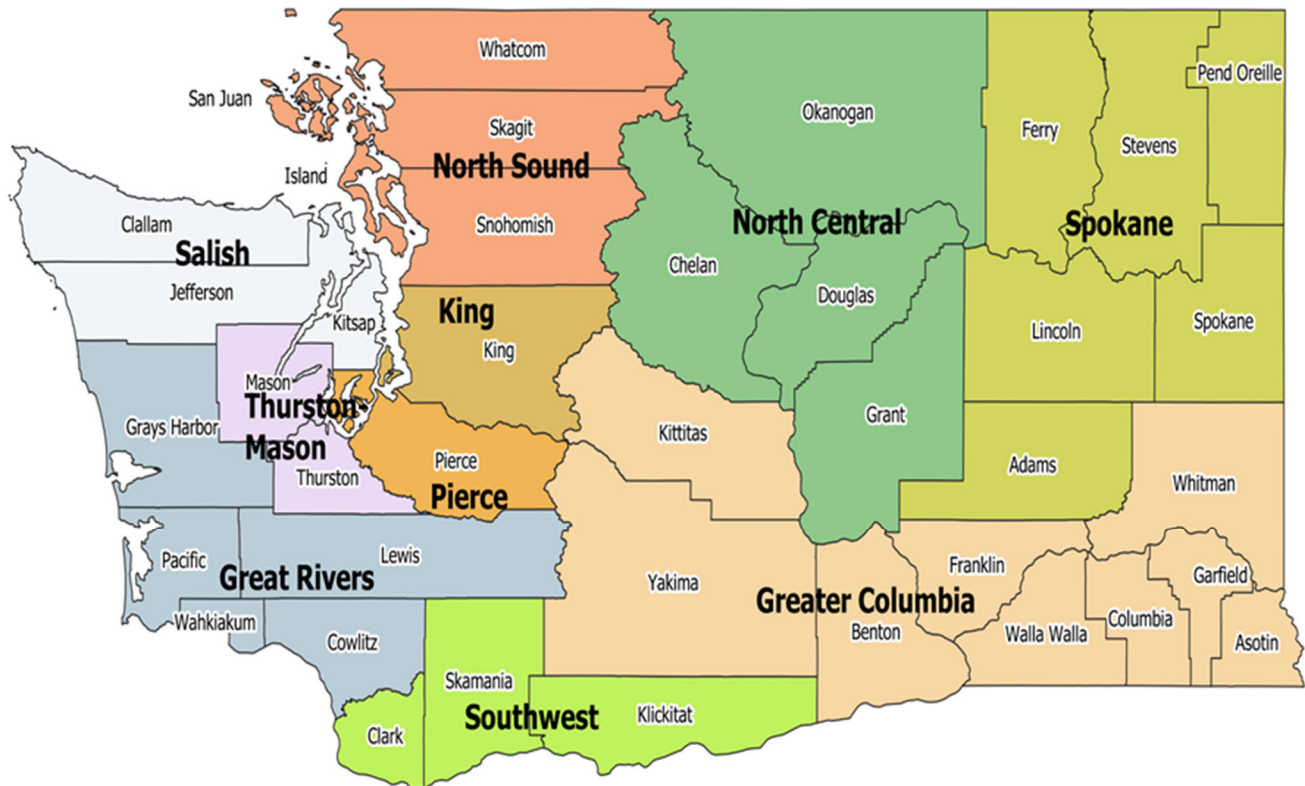 Whatcom
Pend Oreille
San Juan
Okanogan
Skagit
Ferry
Stevens
North Sound
Island
Clallam
Snohomish
North Central
Spokane
Salish
Chelan
Jefferson
Douglas
King
Kitsap
Lincoln
Spokane
King
Mason
Thurston-
Mason
Grays Harbor
Kittitas
Grant
Thurston
Pierce
Pierce
Adams
Whitman
Pacific
Lewis
Great Rivers
Yakima
Franklin
Garfield
Greater Columbia
Wahkiakum
Cowlitz
Benton
Walla Walla
Columbia
Asotin
Skamania
Southwest
Klickitat
Clark